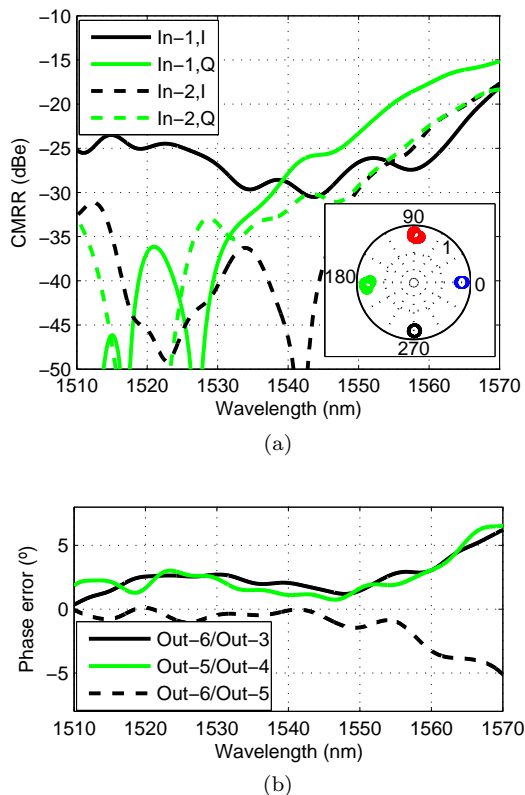 −10
−15
−20
−25
−30
−35
−40
−45
−50
CMRR (dBe)
In−1,I
In−1,Q
In−2,I
In−2,Q
90
1
180
0
270
1510 1520 1530 1540 1550 1560 1570
Wavelength (nm)
(a)
5
0
−5
Phase error (º)
Out−6/Out−3
Out−5/Out−4
Out−6/Out−5
1510 1520 1530 1540 1550 1560 1570
Wavelength (nm)
(b)